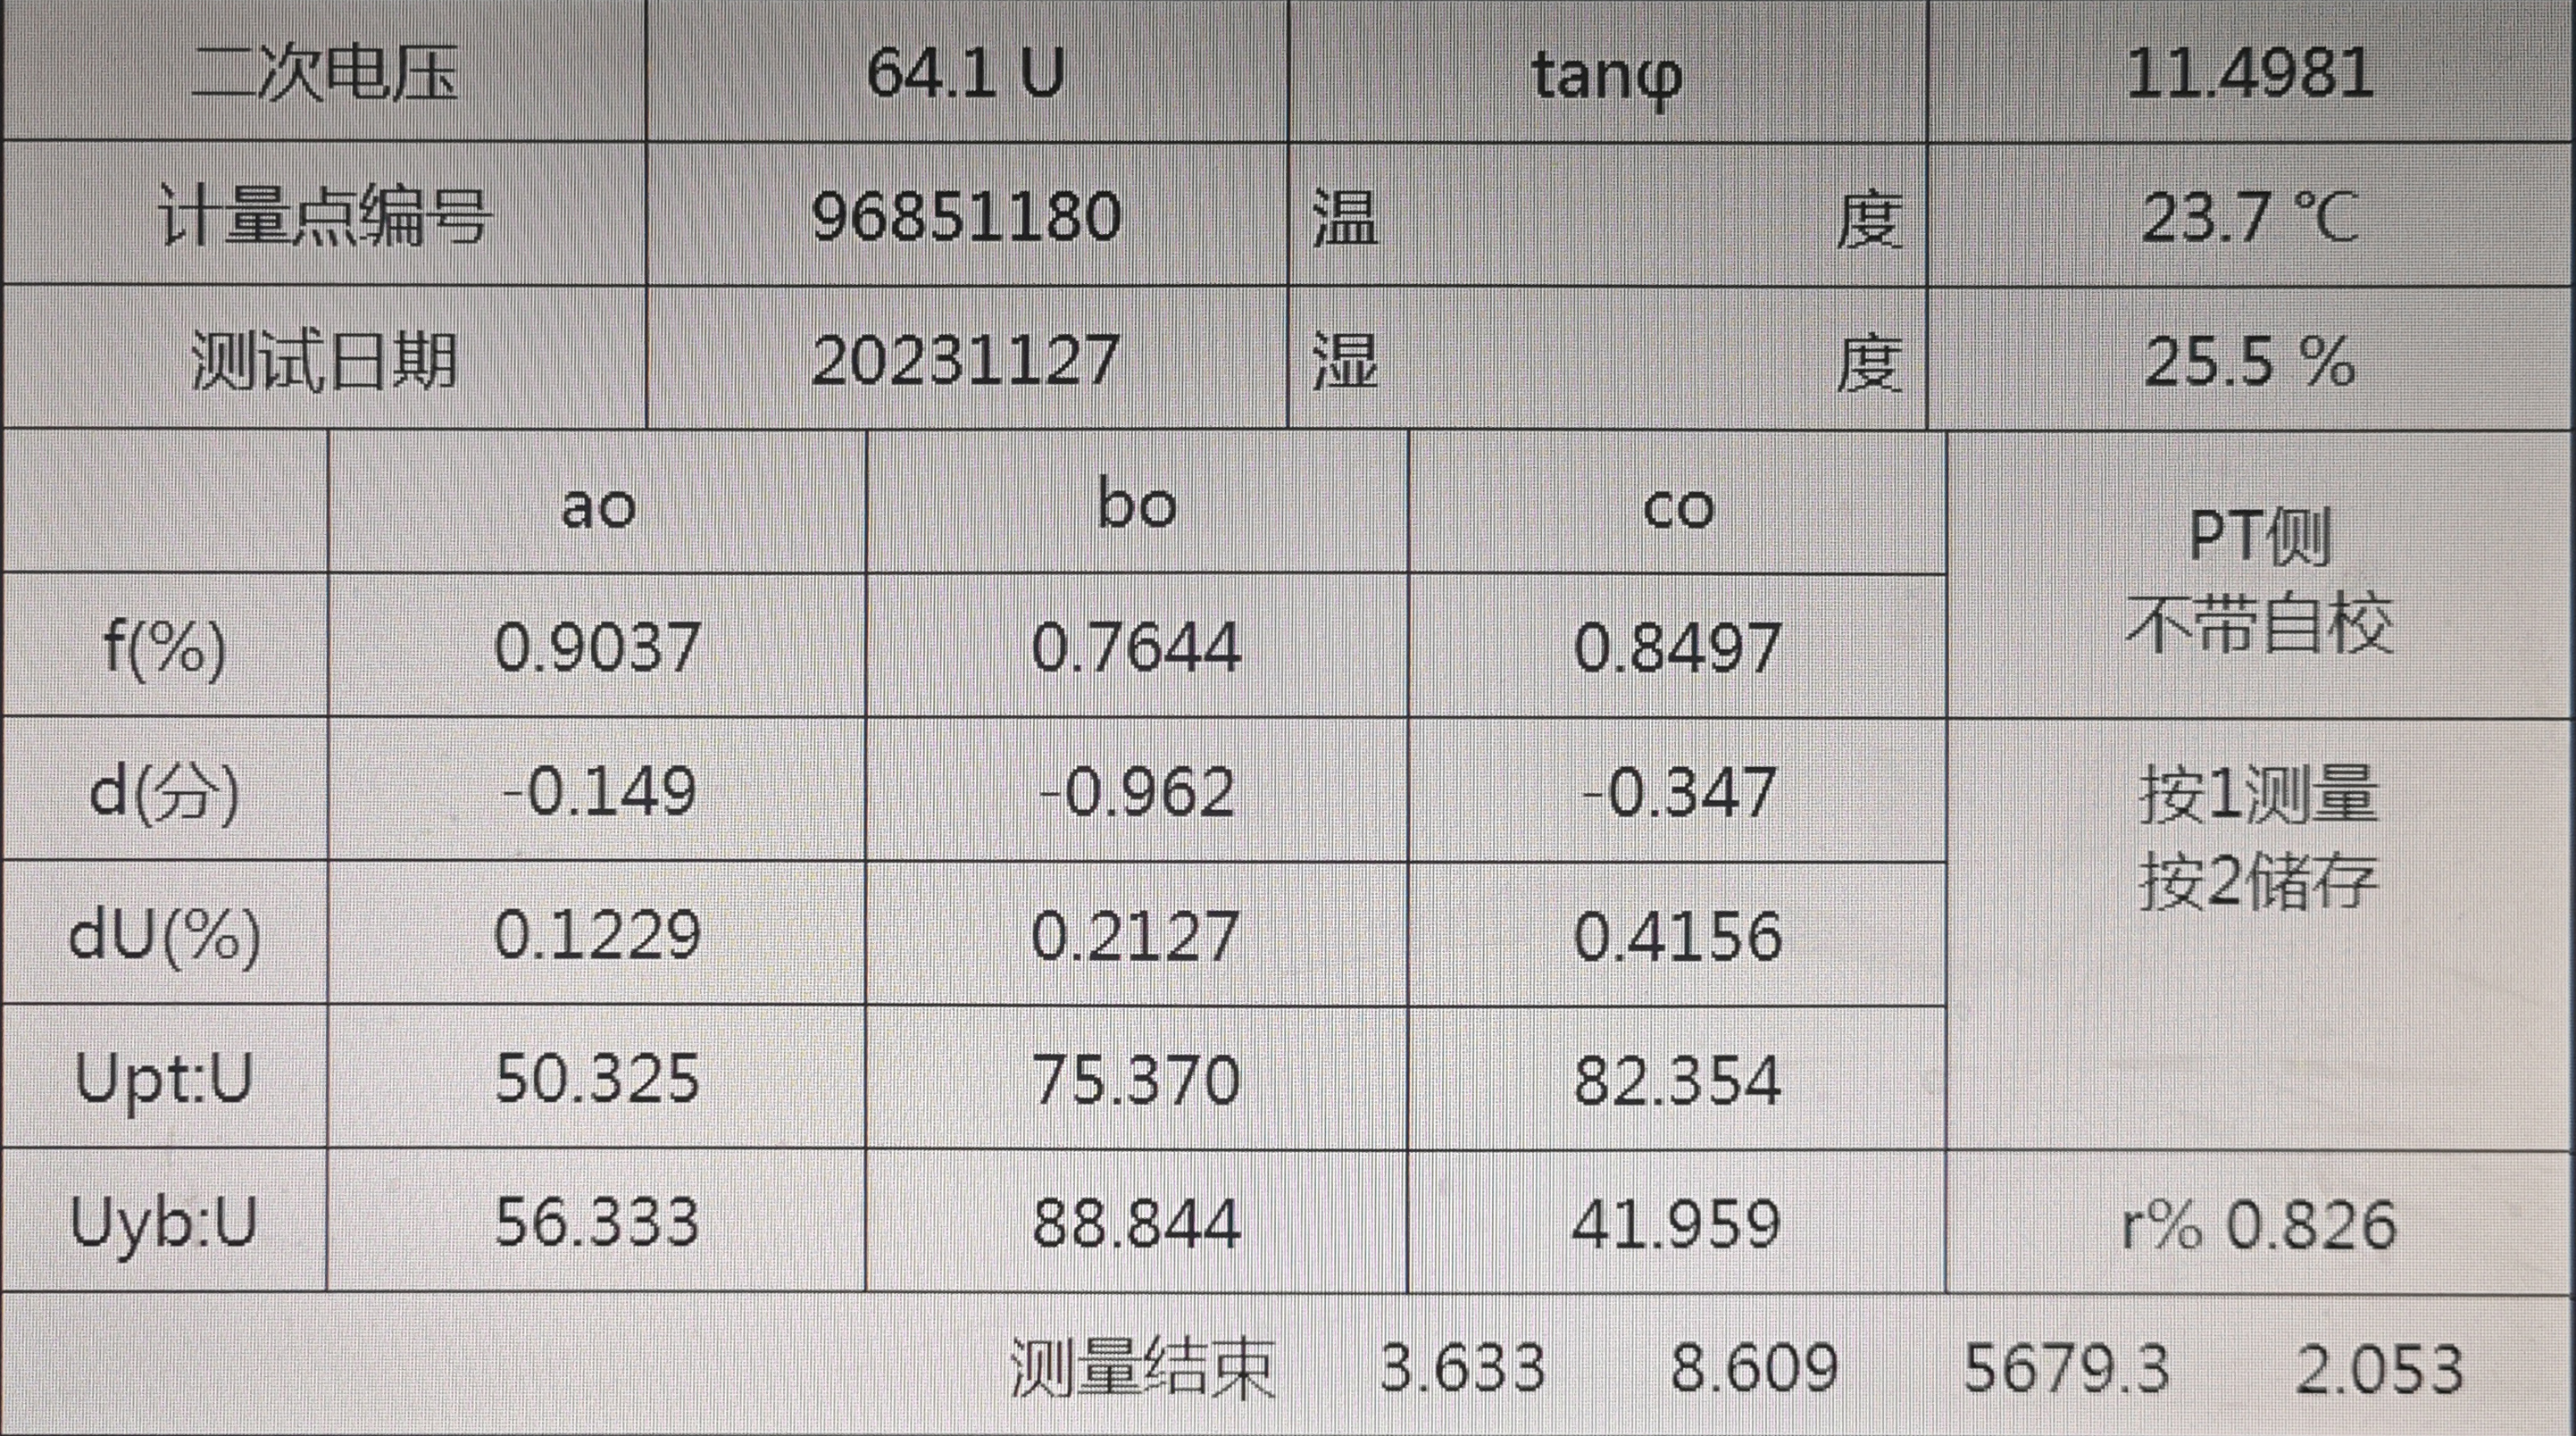 二次电压 64.1 U tanφ 11.4981
计量点编号 96851180 温度 23.7 ℃
测试日期 20231127 湿度 25.5 %
ao bo co PT侧
不带自校
f(%) 0.9037 0.7644 0.8497
d(分) -0.149 -0.962 -0.347 按1测量
按2储存
dU(%) 0.1229 0.2127 0.4156
Upt:U 50.325 75.370 82.354
Uyb:U 56.333 88.844 41.959 r% 0.826
测量结束 3.633 8.609 5679.3 2.053